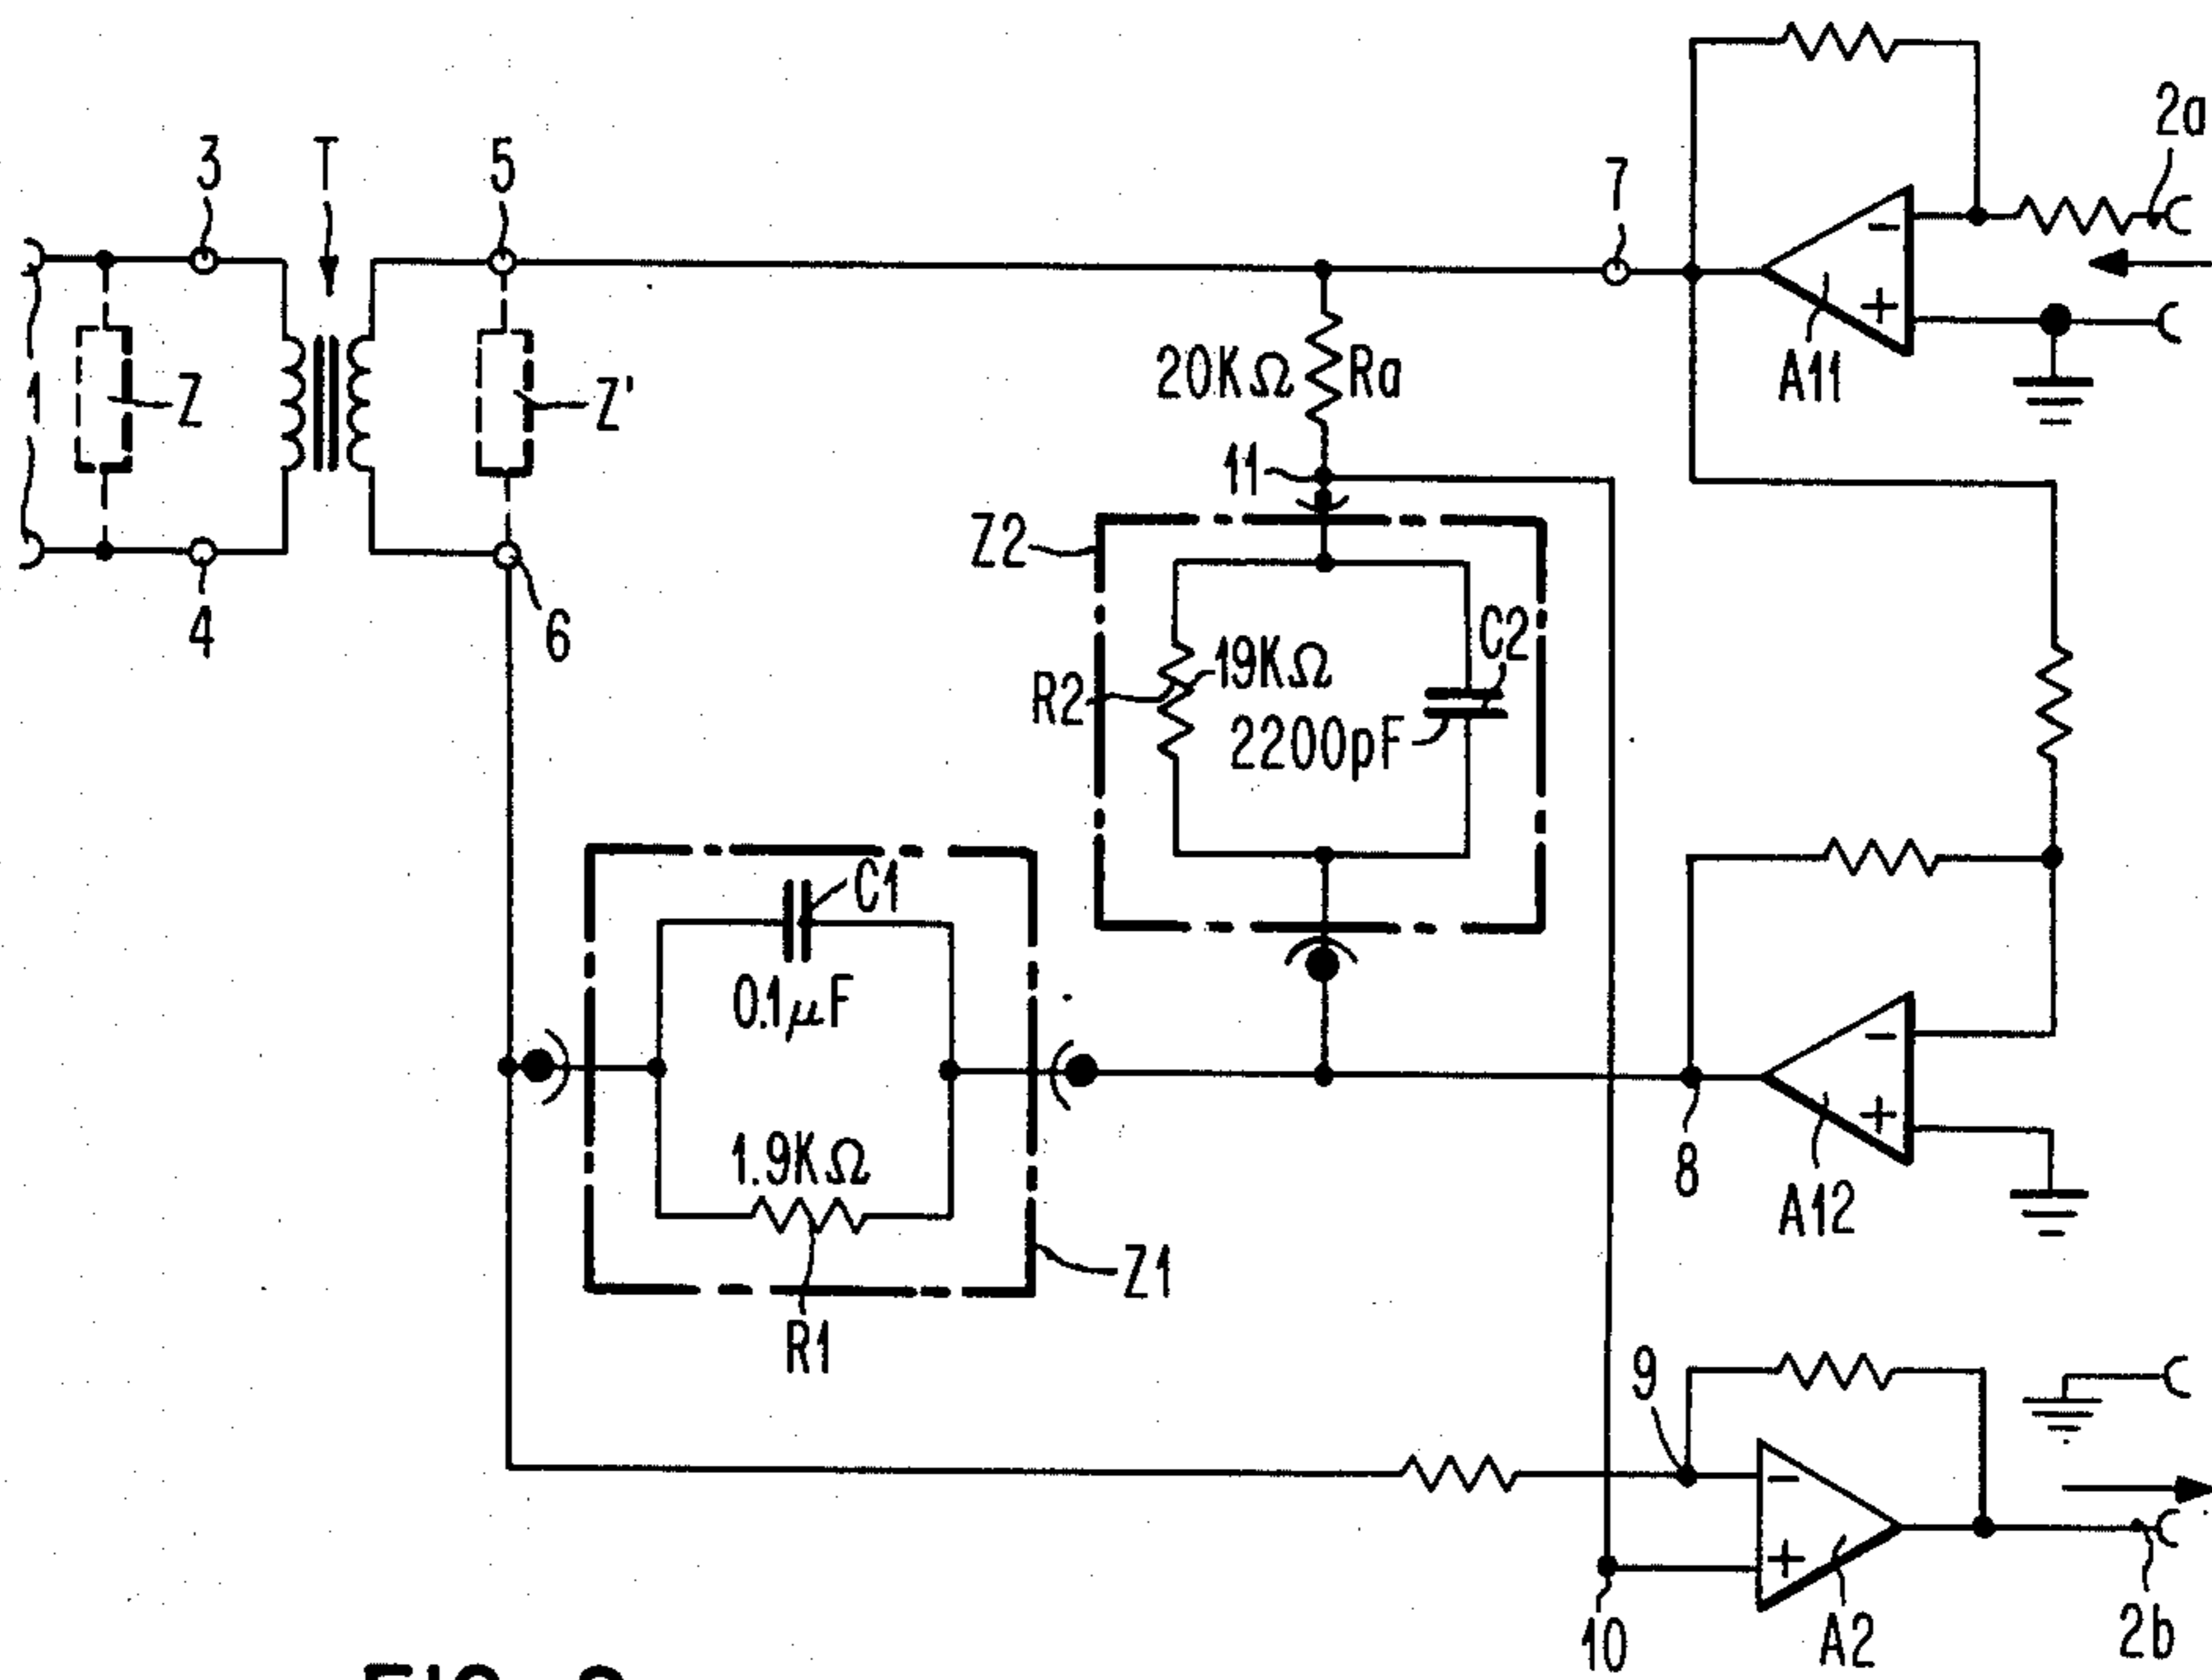 2a
3 T 5 7
- +
A11
1 Z Z'
20KΩ Ra
11
4 6
Z2
R2 19KΩ C2
2200pF
C1
0.1μF
1.9KΩ
R1
Z1
- +
8
A12
9
- +
10
A2
2b